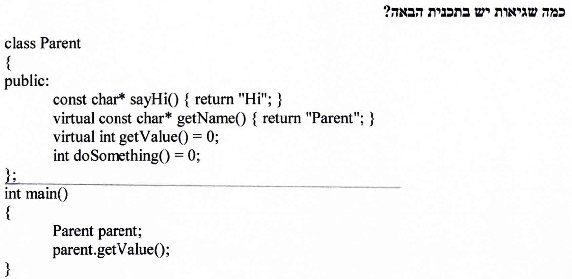 כמה שגיאות יש בתכנית הבאה?
class Parent
{
public:
const char* sayHi() { return "Hi"; }
virtual const char* getName() { return "Parent"; }
virtual int getValue() = 0;
int doSomething() = 0;
};
int main()
{
Parent parent;
parent.getValue();
}